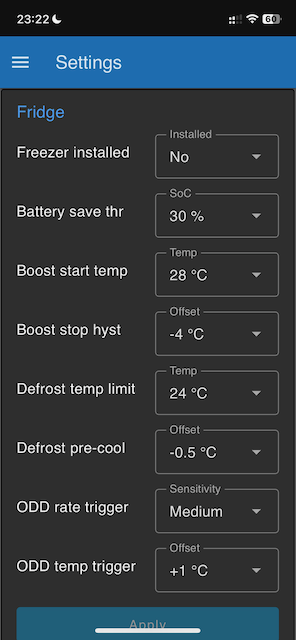 23:22
60
Settings
Fridge
Installed
Freezer installed
No
SoC
Battery save thr
30 %
Temp
Boost start temp
28 °C
Offset
Boost stop hyst
-4 °C
Temp
Defrost temp limit
24 °C
Offset
Defrost pre-cool
-0.5 °C
Sensitivity
ODD rate trigger
Medium
Offset
ODD temp trigger
+1 °C
Apply